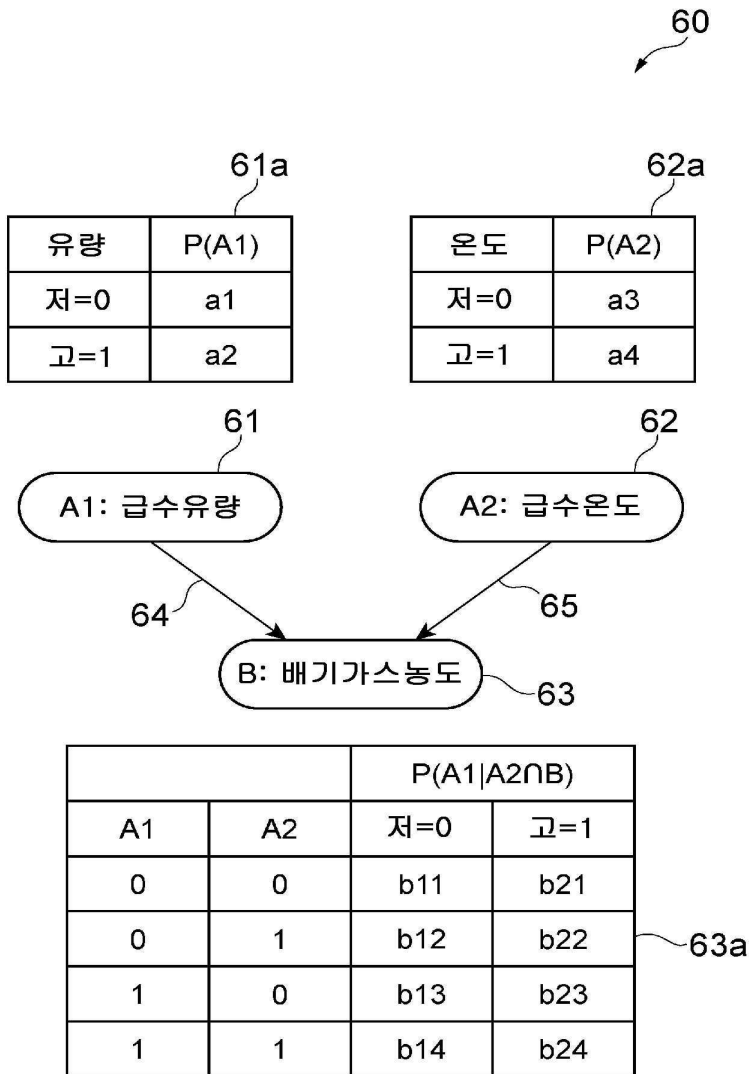 60
61a
62a
유량 P(A1)
저=0 a1
고=1 a2
온도 P(A2)
저=0 a3
고=1 a4
61
62
A1: 급수유량
A2: 급수온도
64
65
B: 배기가스농도
63
P(A1|A2∩B)
A1 A2 저=0 고=1
0 0 b11 b21
0 1 b12 b22
63a
1 0 b13 b23
1 1 b14 b24